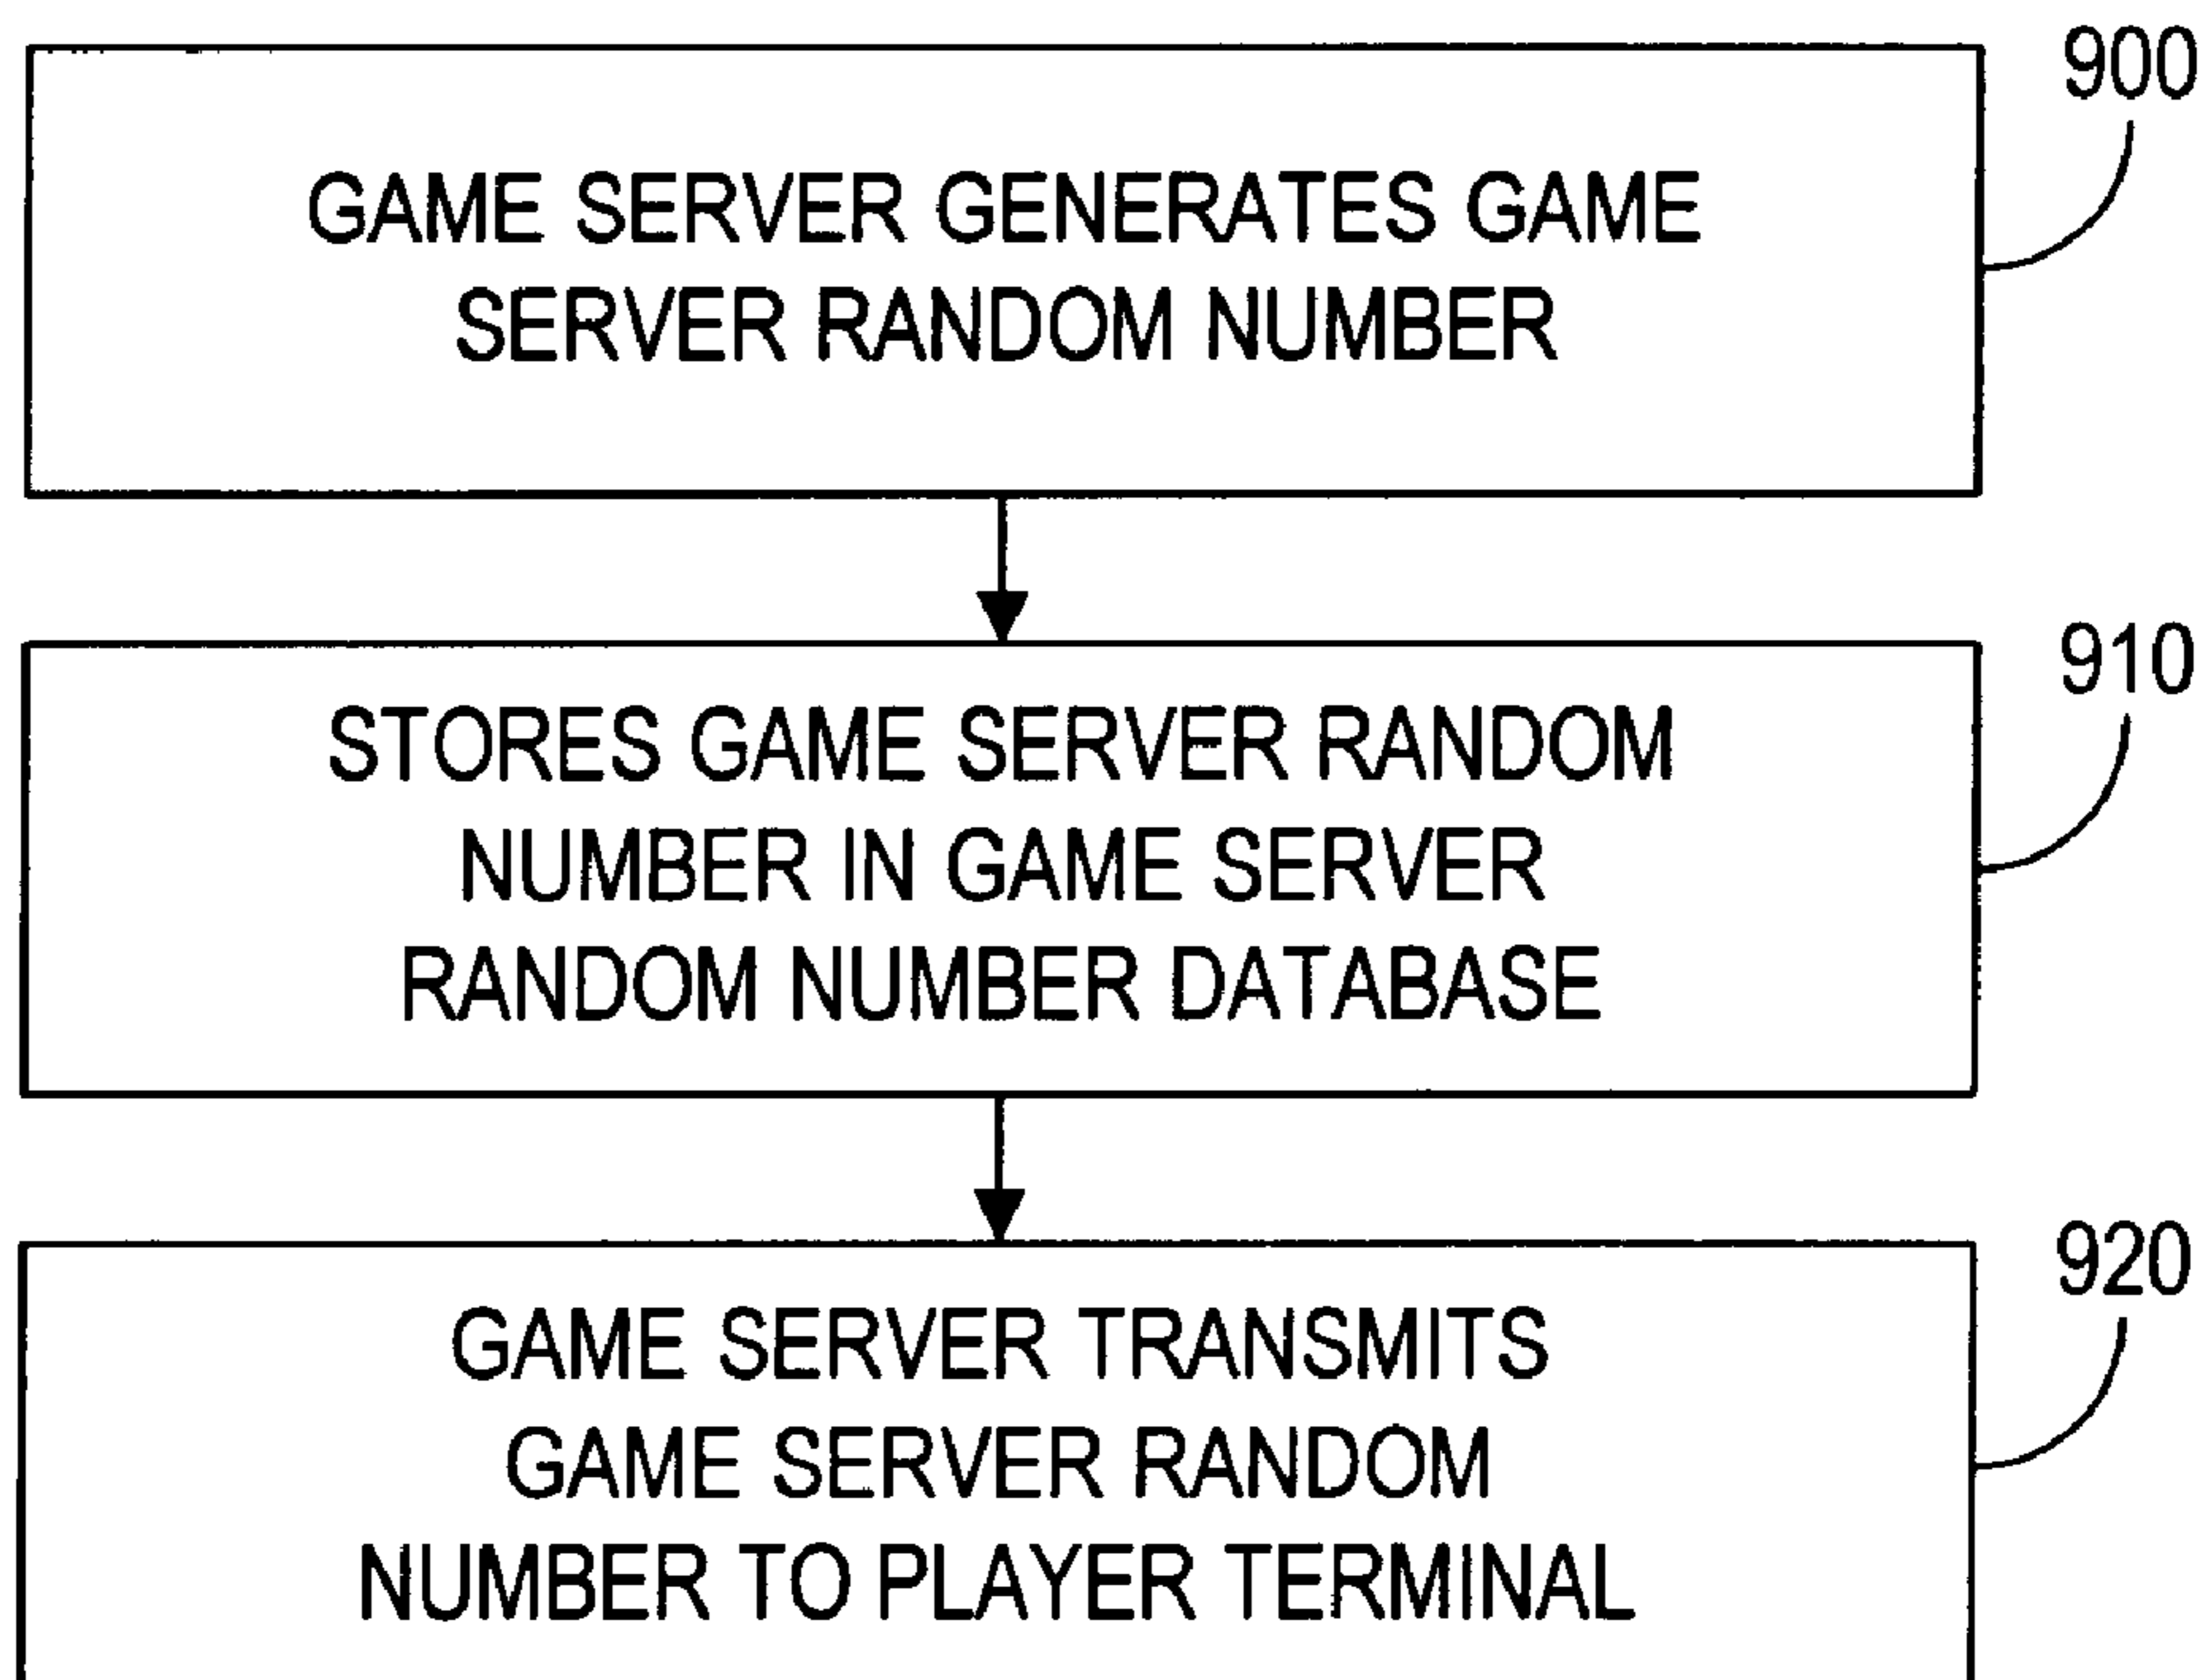 900
GAME SERVER GENERATES GAME
SERVER RANDOM NUMBER
910
STORES GAME SERVER RANDOM
NUMBER IN GAME SERVER
RANDOM NUMBER DATABASE
920
GAME SERVER TRANSMITS
GAME SERVER RANDOM
NUMBER TO PLAYER TERMINAL